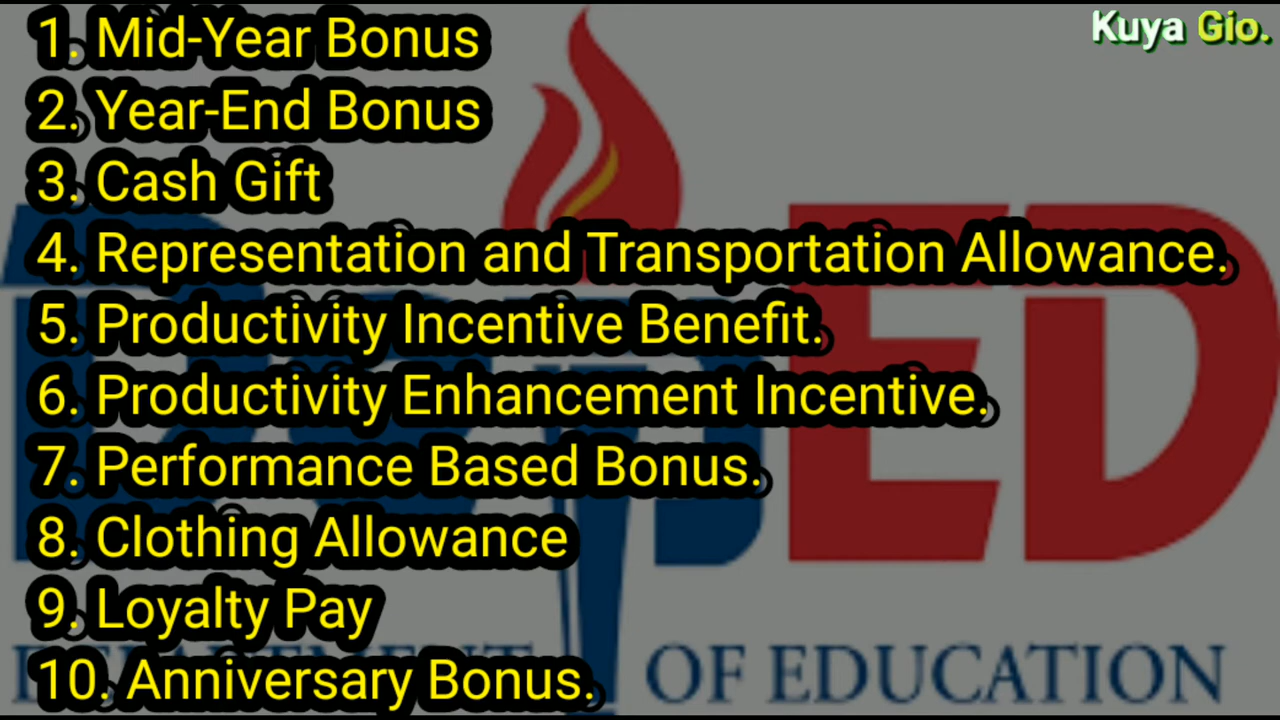 Kuya Gio.
1. Mid-Year Bonus
2. Year-End Bonus
3. Cash Gift
4. Representation and Transportation Allowance.
5. Productivity Incentive Benefit.
6. Productivity Enhancement Incentive.
7. Performance Based Bonus.
8. Clothing Allowance
9. Loyalty Pay
10. Anniversary Bonus.
DepED
DEPARTMENT OF EDUCATION